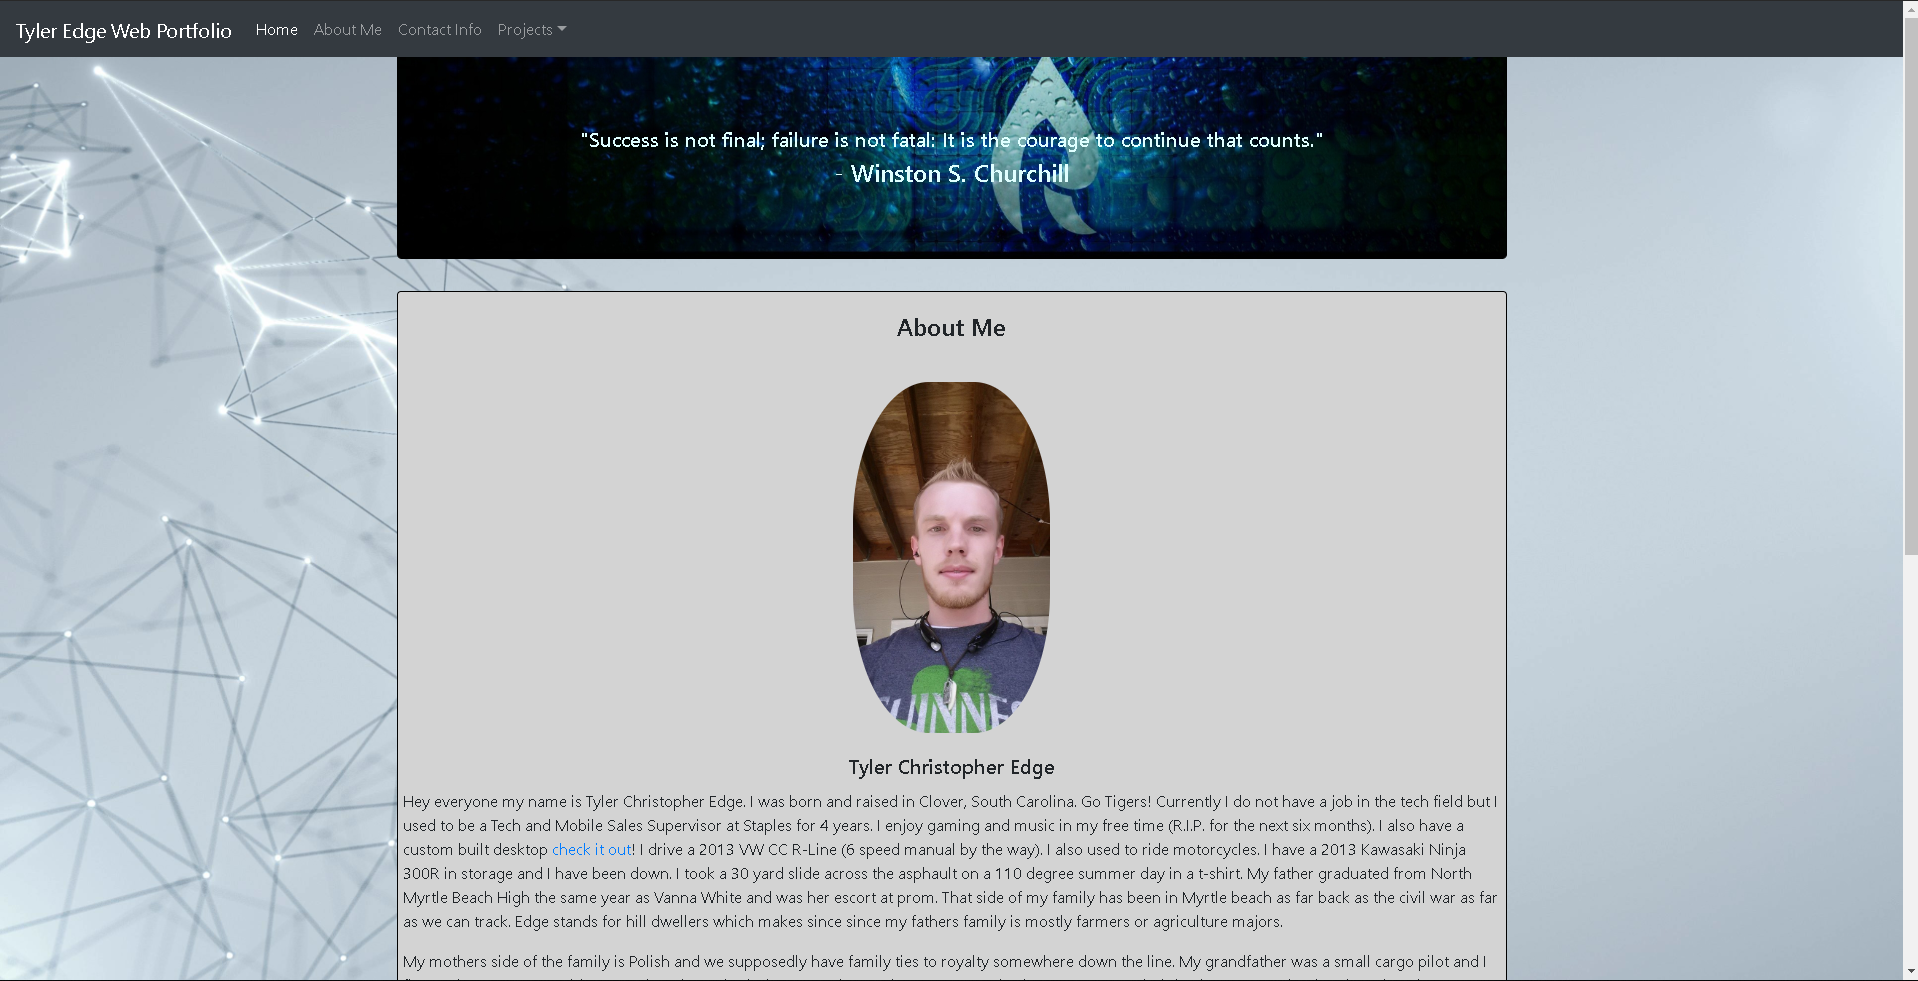 Tyler Edge Web Portfolio Home About Me Contact Info Projects
"Success is not final; failure is not fatal: It is the courage to continue that counts."
- Winston S. Churchill
About Me
Tyler Christopher Edge
Hey everyone my name is Tyler Christopher Edge. I was born and raised in Clover, South Carolina. Go Tigers! Currently I do not have a job in the tech field but I
used to be a Tech and Mobile Sales Supervisor at Staples for 4 years. I enjoy gaming and music in my free time (R.I.P. for the next six months). I also have a
custom built desktop check it out! I drive a 2013 VW CC R-Line (6 speed manual by the way). I also used to ride motorcycles. I have a 2013 Kawasaki Ninja
300R in storage and I have been down. I took a 30 yard slide across the asphault on a 110 degree summer day in a t-shirt. My father graduated from North
Myrtle Beach High the same year as Vanna White and was her escort at prom. That side of my family has been in Myrtle beach as far back as the civil war as far
as we can track. Edge stands for hill dwellers which makes since since my fathers family is mostly farmers or agriculture majors.
My mothers side of the family is Polish and we supposedly have family ties to royalty somewhere down the line. My grandfather was a small cargo pilot and I